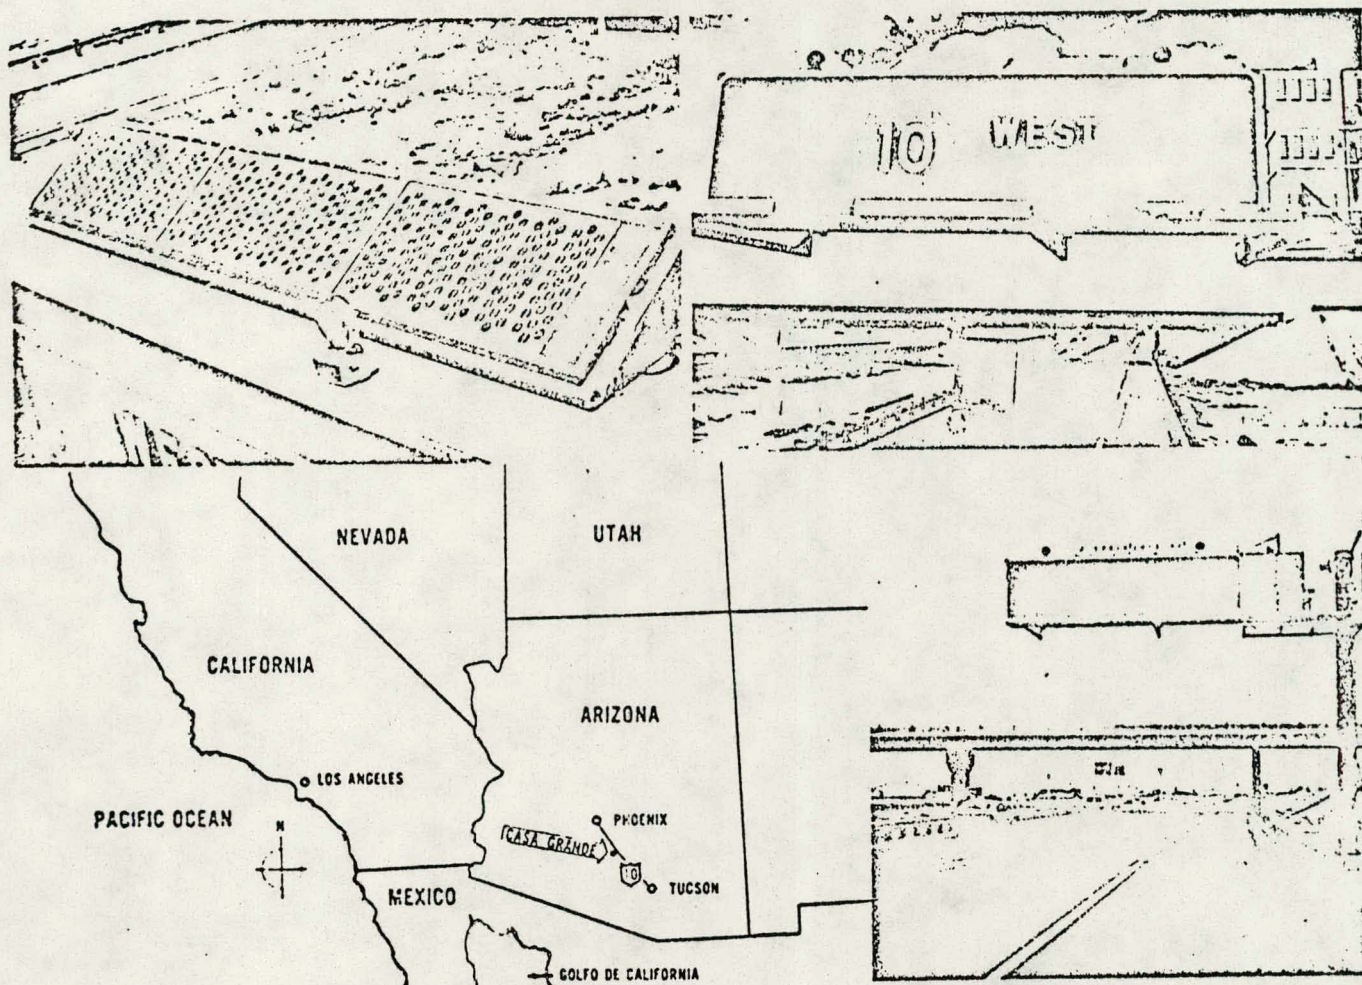 10 WEST
NEVADA
UTAH
CALIFORNIA
ARIZONA
LOS ANGELES
PACIFIC OCEAN
N
PHOENIX
CASA GRANDE
10
TUCSON
MEXICO
GOLFO DE CALIFORNIA